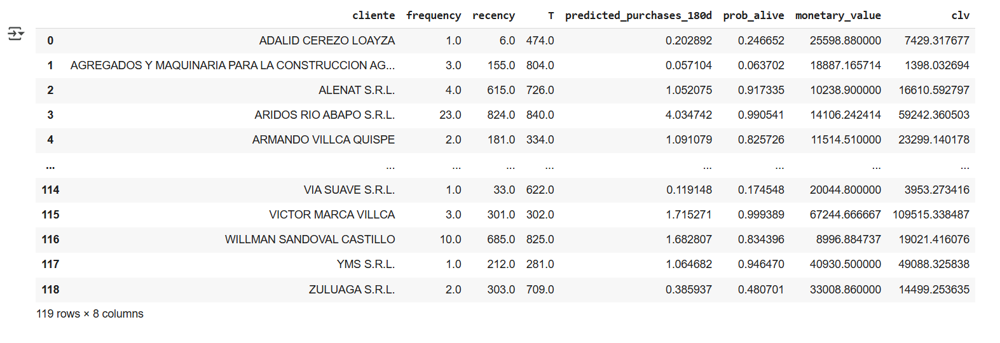 cliente frequency recency T predicted_purchases_180d prob_alive monetary_value clv
0 ADALID CEREZO LOAYZA 1.0 6.0 474.0 0.202892 0.246652 25598.880000 7429.317677
1 AGREGADOS Y MAQUINARIA PARA LA CONSTRUCCION AG... 3.0 155.0 804.0 0.057104 0.063702 18887.165714 1398.032694
2 ALENAT S.R.L. 4.0 615.0 726.0 1.052075 0.917335 10238.900000 16610.592797
3 ARIDOS RIO ABAPO S.R.L. 23.0 824.0 840.0 4.034742 0.990541 14106.242414 59242.360503
4 ARMANDO VILLCA QUISPE 2.0 181.0 334.0 1.091079 0.825726 11514.510000 23299.140178
... ... ... ... ... ... ... ... ...
114 VIA SUAVE S.R.L. 1.0 33.0 622.0 0.119148 0.174548 20044.800000 3953.273416
115 VICTOR MARCA VILLCA 3.0 301.0 302.0 1.715271 0.999389 67244.666667 109515.338487
116 WILLMAN SANDOVAL CASTILLO 10.0 685.0 825.0 1.682807 0.834396 8996.884737 19021.416076
117 YMS S.R.L. 1.0 212.0 281.0 1.064682 0.946470 40930.500000 49088.325838
118 ZULUAGA S.R.L. 2.0 303.0 709.0 0.385937 0.480701 33008.860000 14499.253635
119 rows × 8 columns